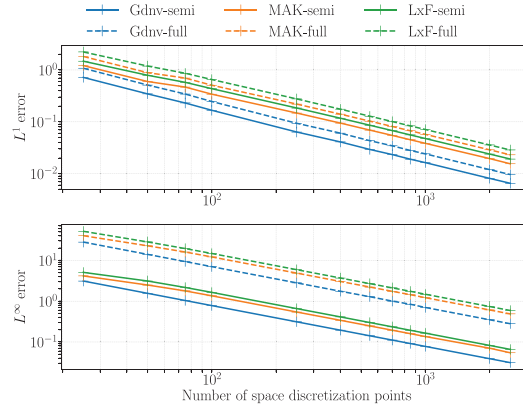 Gdnv-semi MAK-semi LxF-semi
Gdnv-full MAK-full LxF-full
10^0
10^{-1}
10^{-2}
L^1 error
10^2 10^3
10^1
10^0
10^{-1}
L^∞ error
10^2 10^3
Number of space discretization points